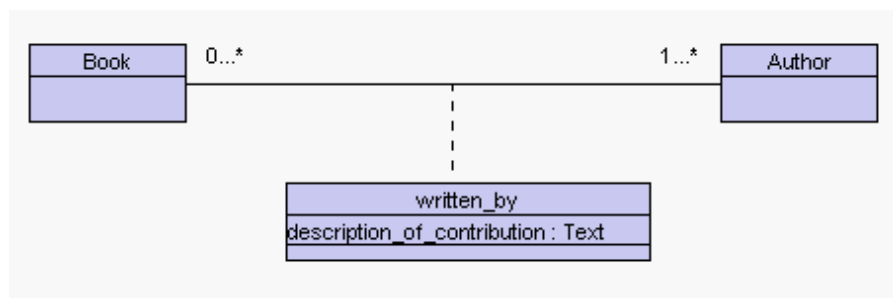 Book
0...*
1...*
Author
written_by
description_of_contribution : Text